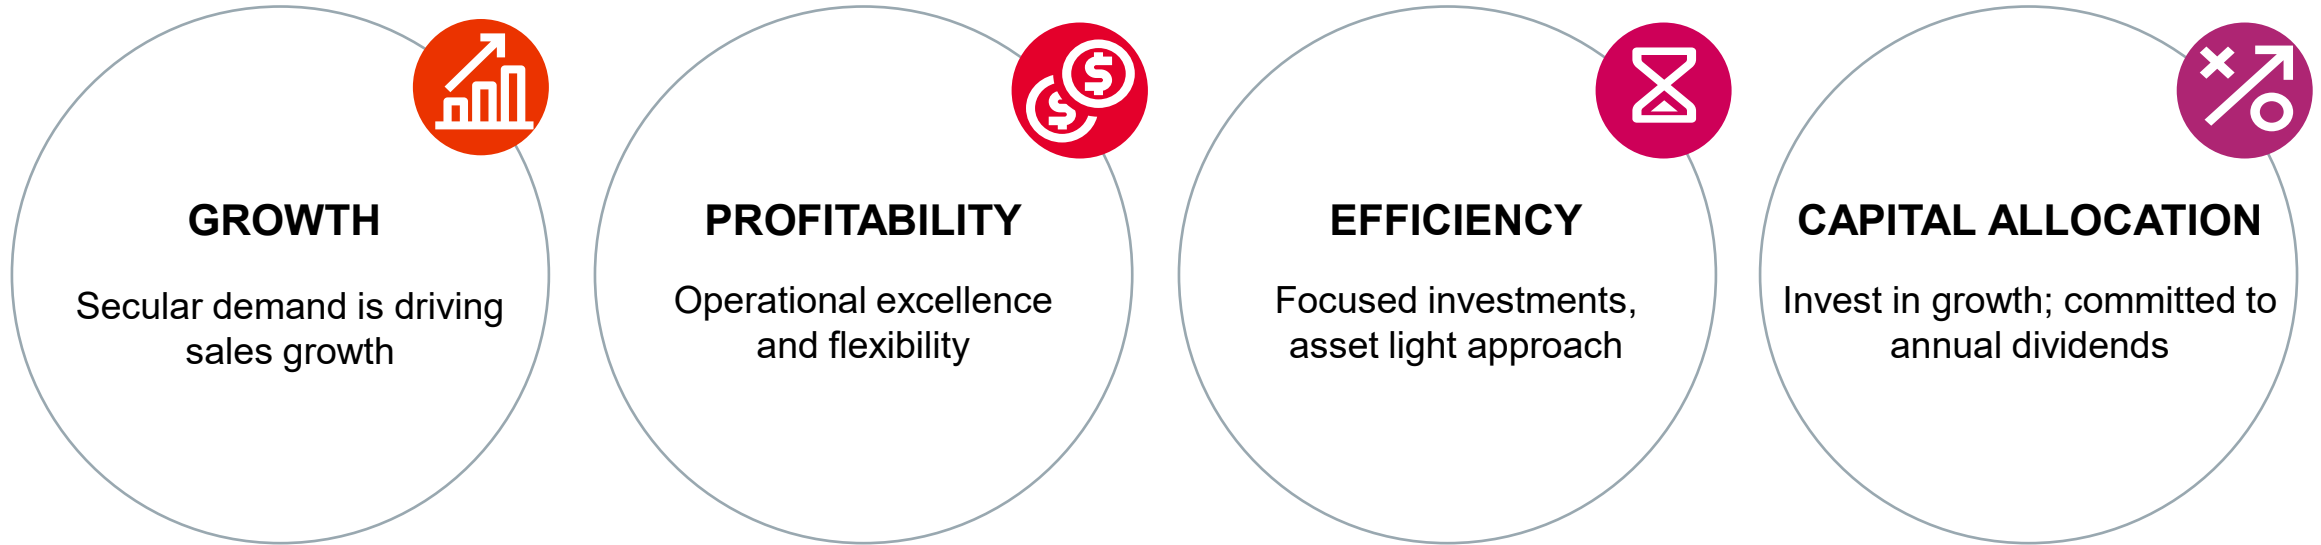 GROWTH
Secular demand is driving
sales growth
PROFITABILITY
Operational excellence
and flexibility
EFFICIENCY
Focused investments,
asset light approach
CAPITAL ALLOCATION
Invest in growth; committed to
annual dividends